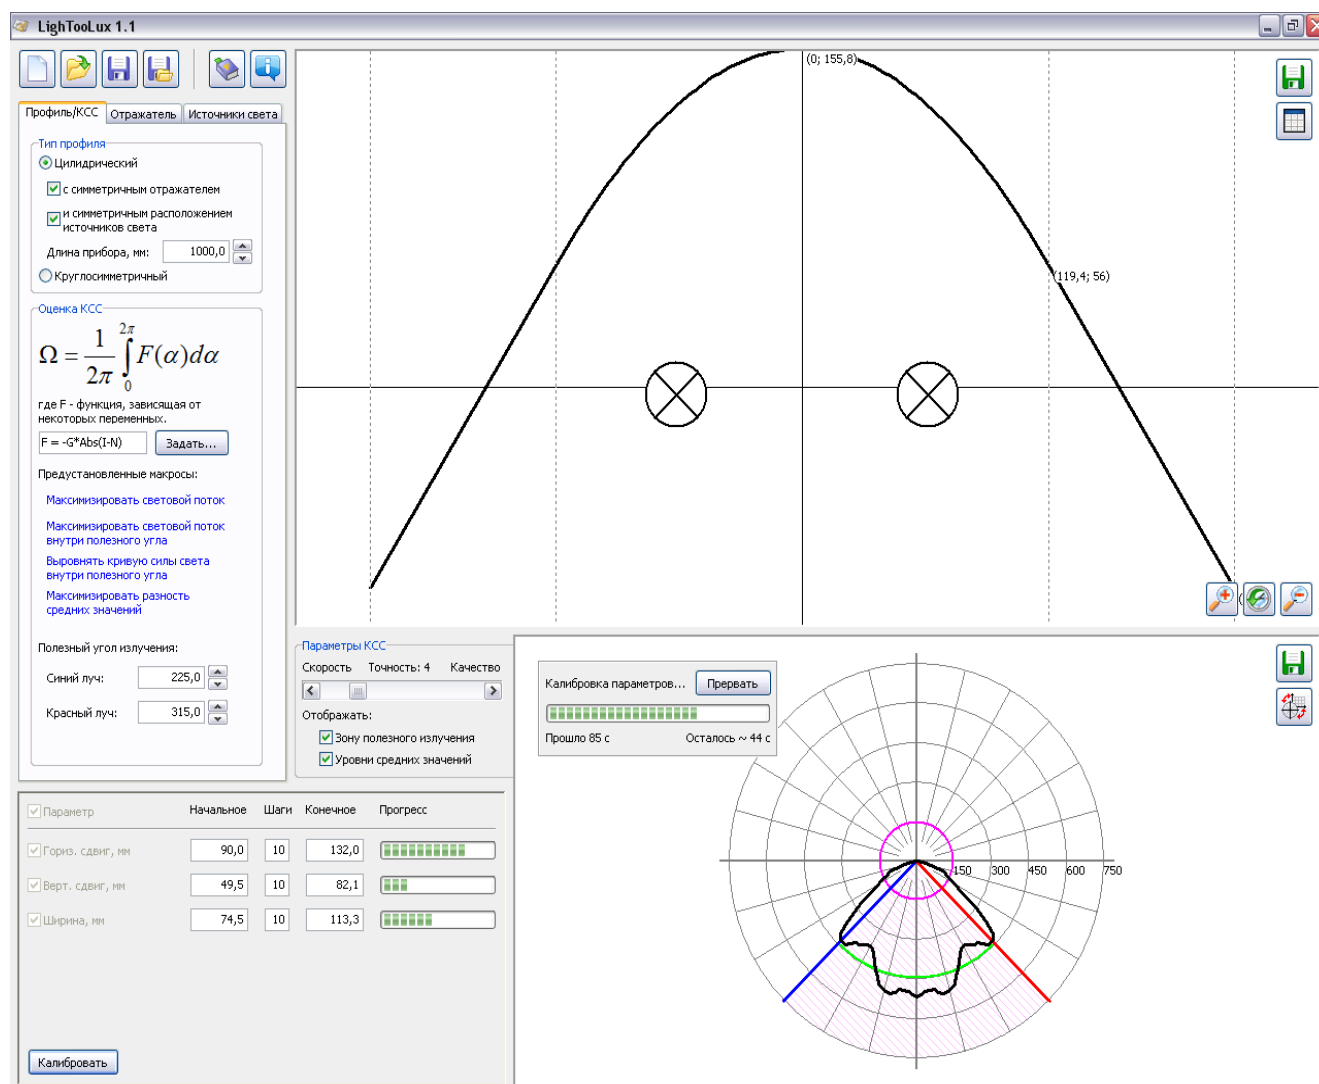 LighTooLux 1.1
Профиль/КСС Отражатель Источники света
Тип профиля
Цилидрический
с симметричным отражателем
и симметричным расположением
источников света
Длина прибора, мм: 1000,0
Круглосимметричный
Оценка КСС
Ω = 1/2π ∫ 0 2π F(α)dα
где F - функция, зависящая от
некоторых переменных.
F = -G*Abs(I-N) Задать...
Предустановленные макросы:
Максимизировать световой поток
Максимизировать световой поток
внутри полезного угла
Выровнять кривую силы света
внутри полезного угла
Максимизировать разность
средних значений
Полезный угол излучения:
Синий луч: 225,0
Красный луч: 315,0
(0; 155,8)
(119,4; 56)
(
Параметры КСС
Скорость Точность: 4 Качество
Отображать:
Зону полезного излучения
Уровни средних значений
Калибровка параметров... Прервать
Прошло 85 с Осталось ~ 44 с
150 300 450 600 750
Параметр Начальное Шаги Конечное Прогресс
Гориз. сдвиг, мм 90,0 10 132,0
Верт. сдвиг, мм 49,5 10 82,1
Ширина, мм 74,5 10 113,3
Калибровать